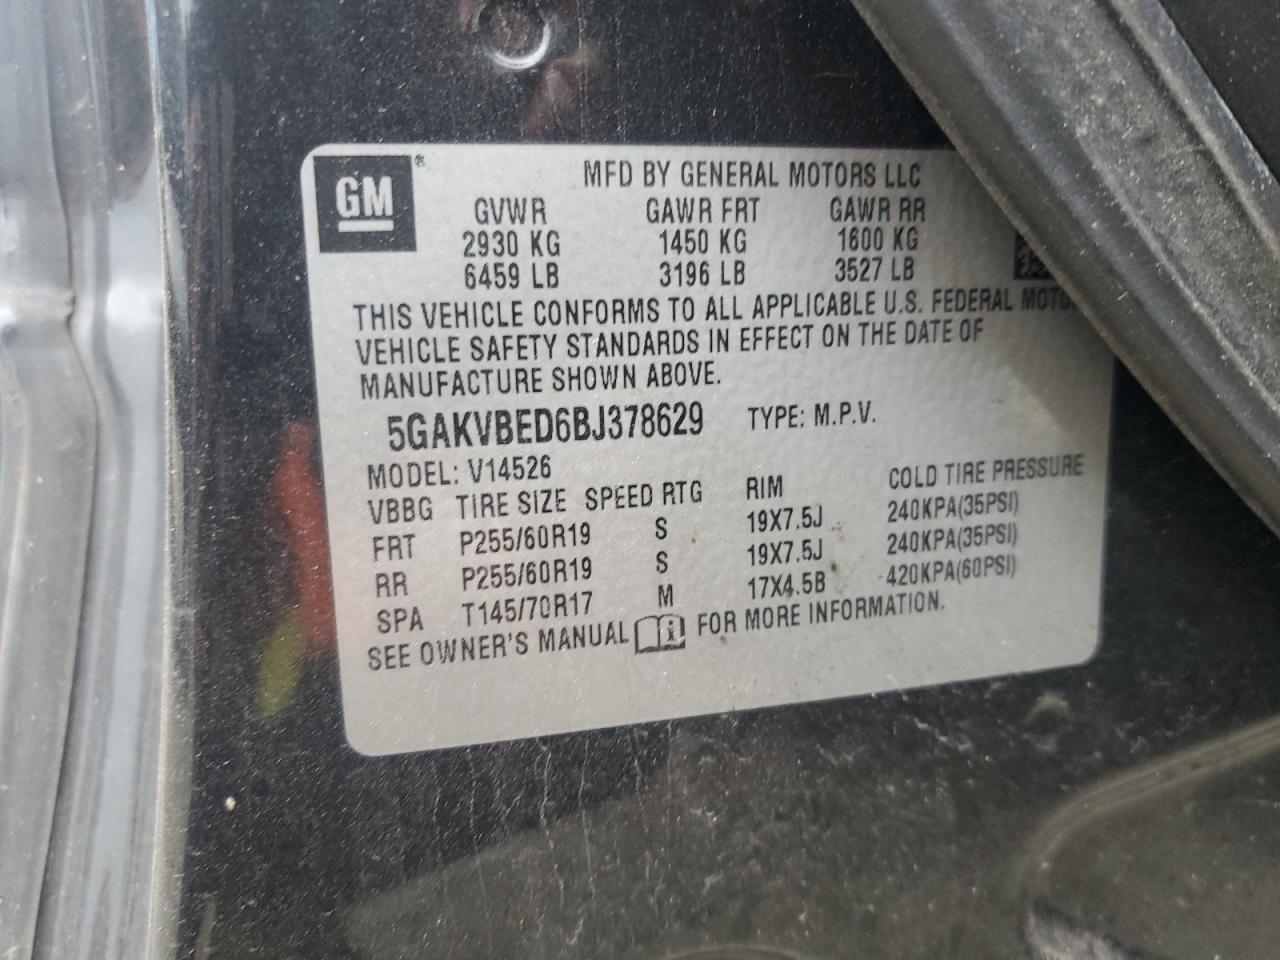 GM®
MFD BY GENERAL MOTORS LLC
GVWR GAWR FRT GAWR RR
2930 KG 1450 KG 1600 KG
6459 LB 3196 LB 3527 LB
THIS VEHICLE CONFORMS TO ALL APPLICABLE U.S. FEDERAL
VEHICLE SAFETY STANDARDS IN EFFECT ON THE DATE OF
MANUFACTURE SHOWN ABOVE.
5GAKVBED6BJ378629 TYPE: M.P.V.
MODEL: V14526
VBBG TIRE SIZE SPEED RTG RIM COLD TIRE PRESSURE
FRT P255/60R19 S 19X7.5J 240KPA(35PSI)
RR P255/60R19 S 19X7.5J 240KPA(35PSI)
SPA T145/70R17 M 17X4.5B 420KPA(60PSI)
SEE OWNER'S MANUAL i FOR MORE INFORMATION.